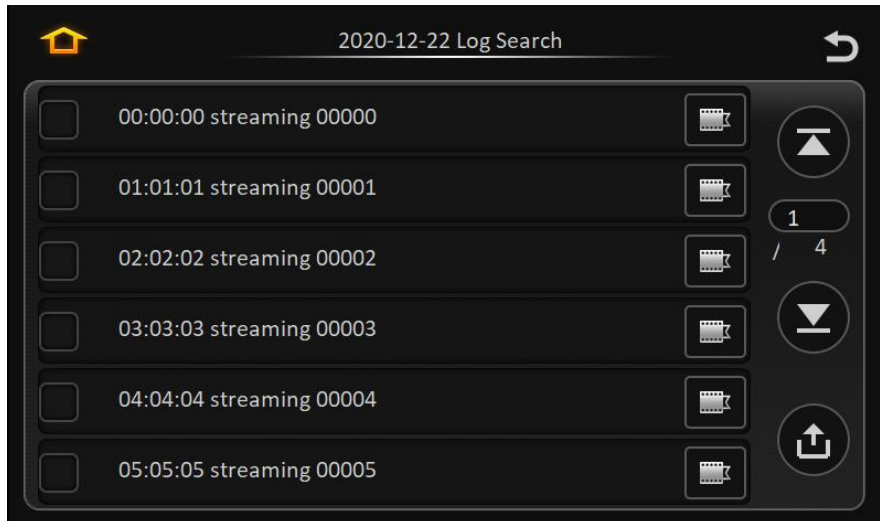 2020-12-22 Log Search
00:00:00 streaming 00000
01:01:01 streaming 00001
02:02:02 streaming 00002
03:03:03 streaming 00003
04:04:04 streaming 00004
05:05:05 streaming 00005
1
/ 4